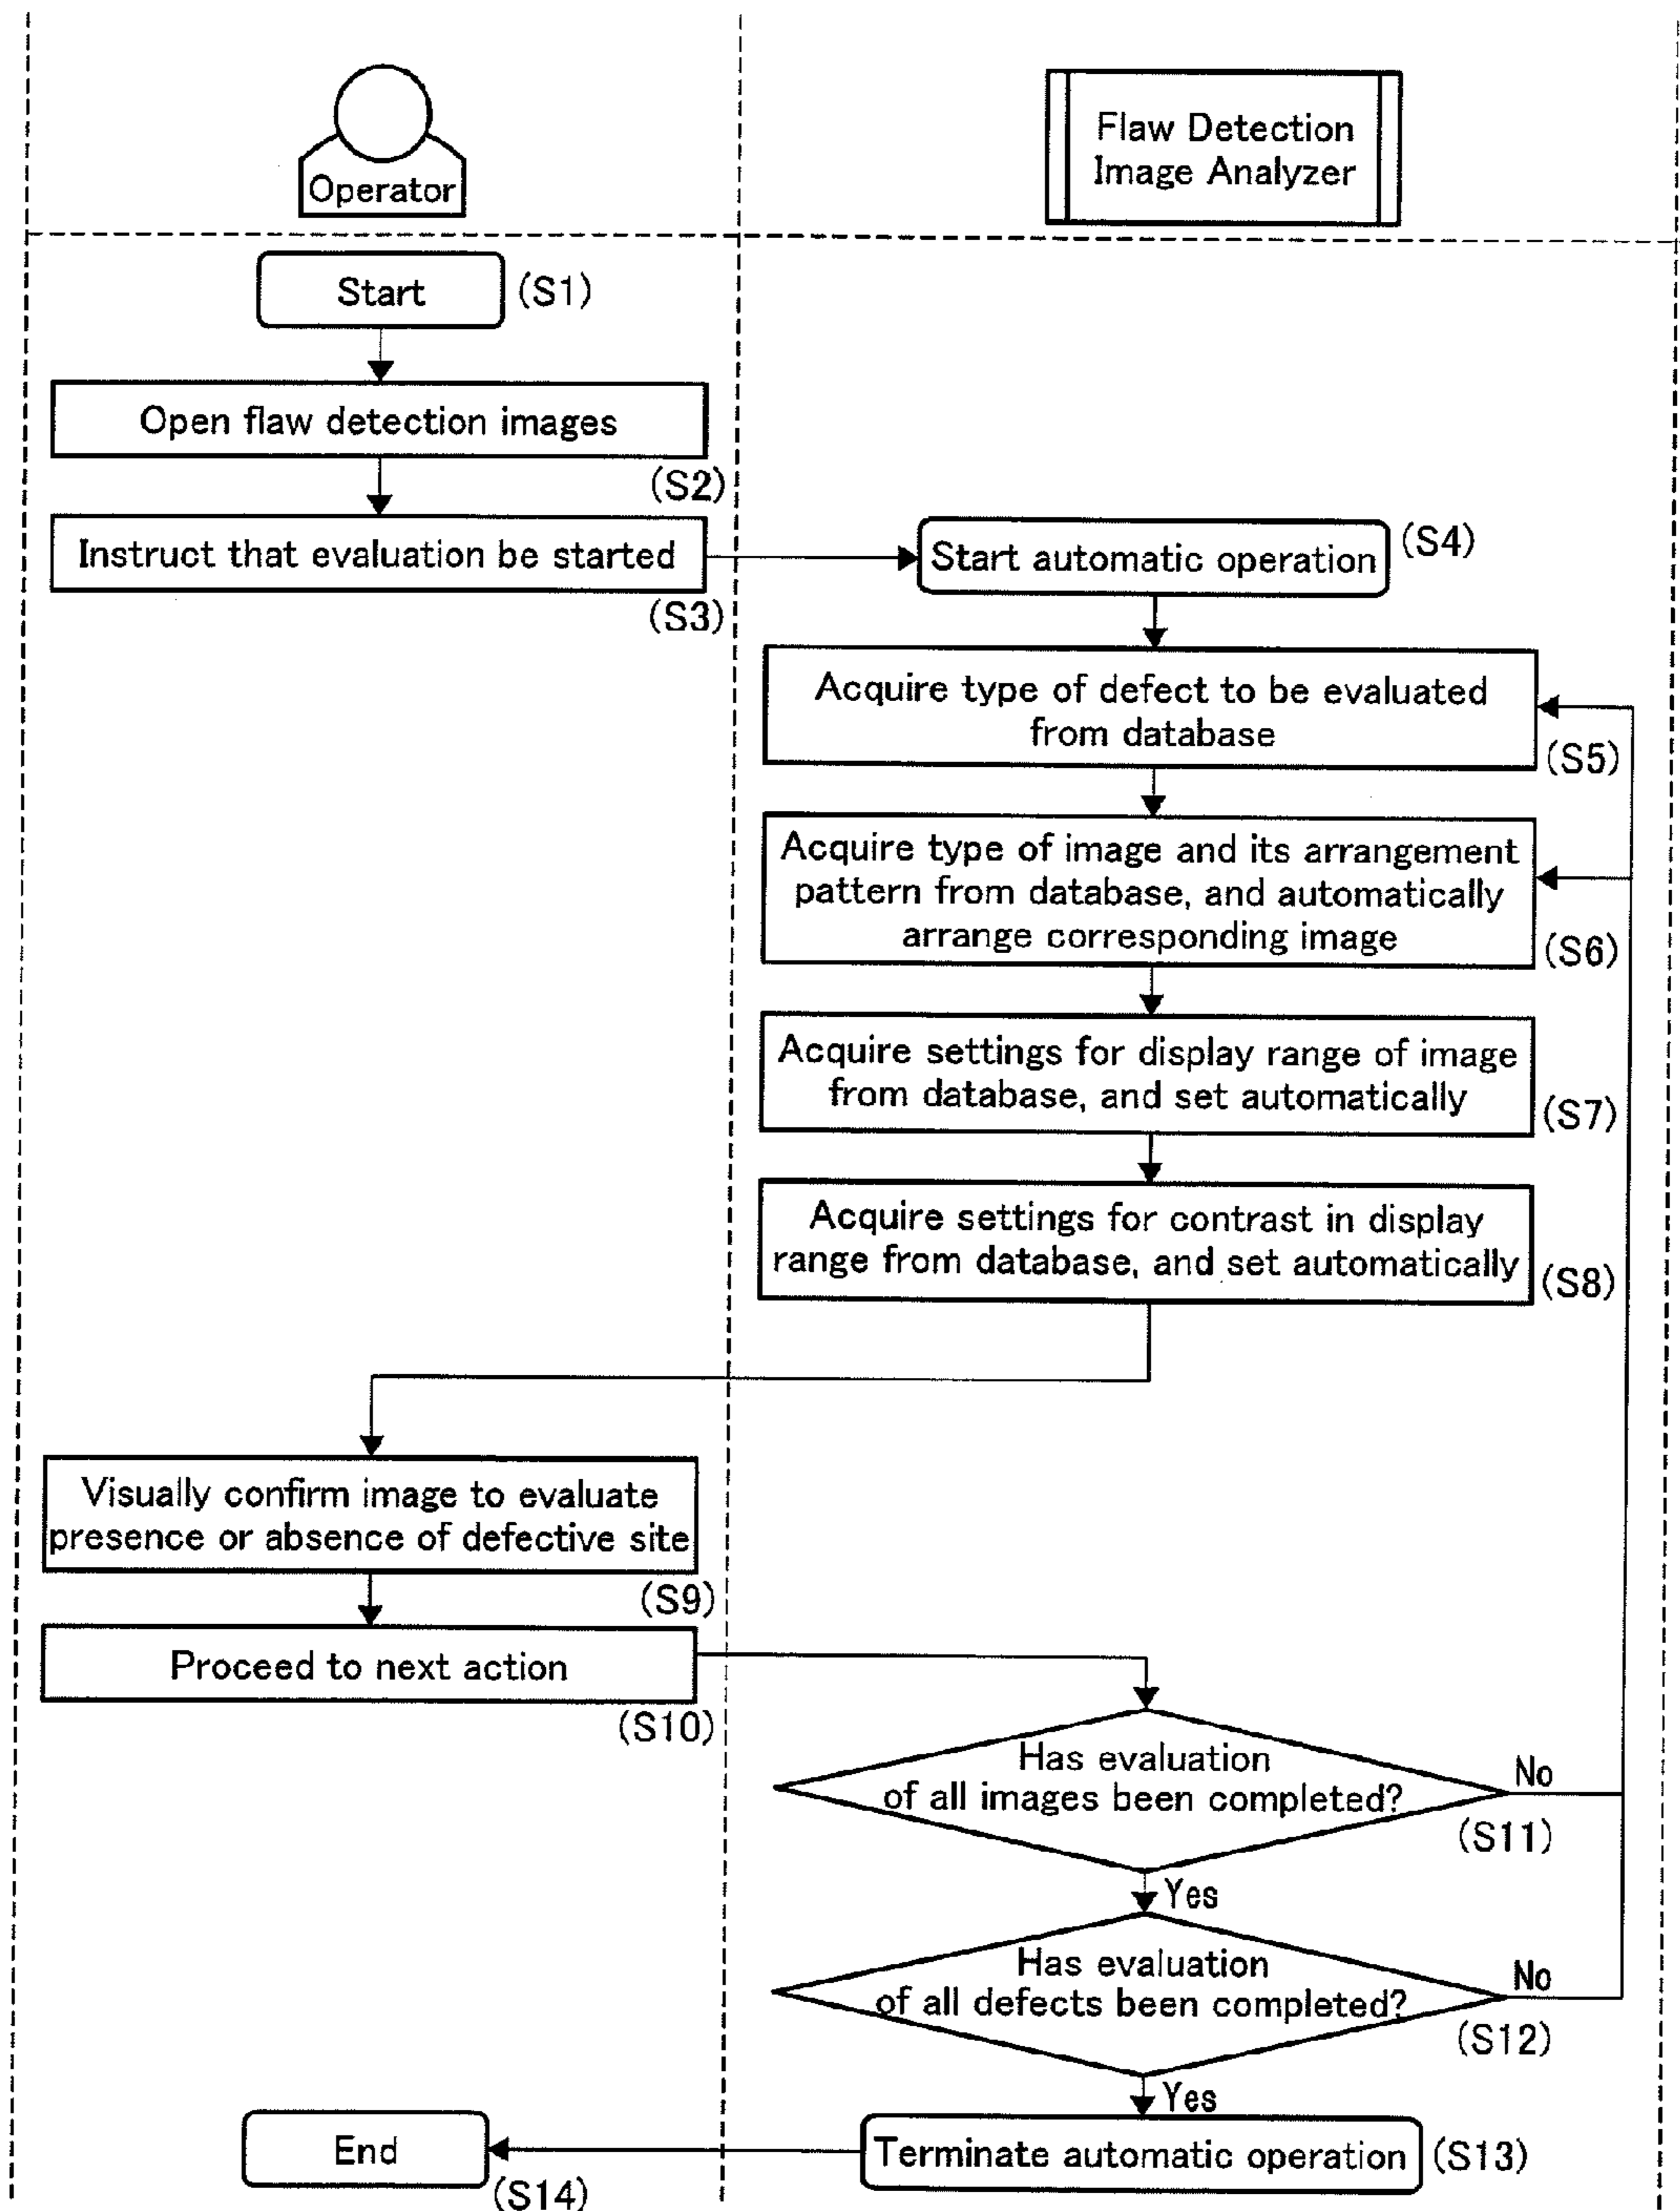 Operator
Flaw Detection
Image Analyzer
Start
(S1)
Open flaw detection images
(S2)
Instruct that evaluation be started
(S3)
Start automatic operation
(S4)
Acquire type of defect to be evaluated
from database
(S5)
Acquire type of image and its arrangement
pattern from database, and automatically
arrange corresponding image
(S6)
Acquire settings for display range of image
from database, and set automatically
(S7)
Acquire settings for contrast in display
range from database, and set automatically
(S8)
Visually confirm image to evaluate
presence or absence of defective site
(S9)
Proceed to next action
(S10)
Has evaluation
of all images been completed?
No
(S11)
Yes
Has evaluation
of all defects been completed?
No
(S12)
Yes
Terminate automatic operation
(S13)
End
(S14)